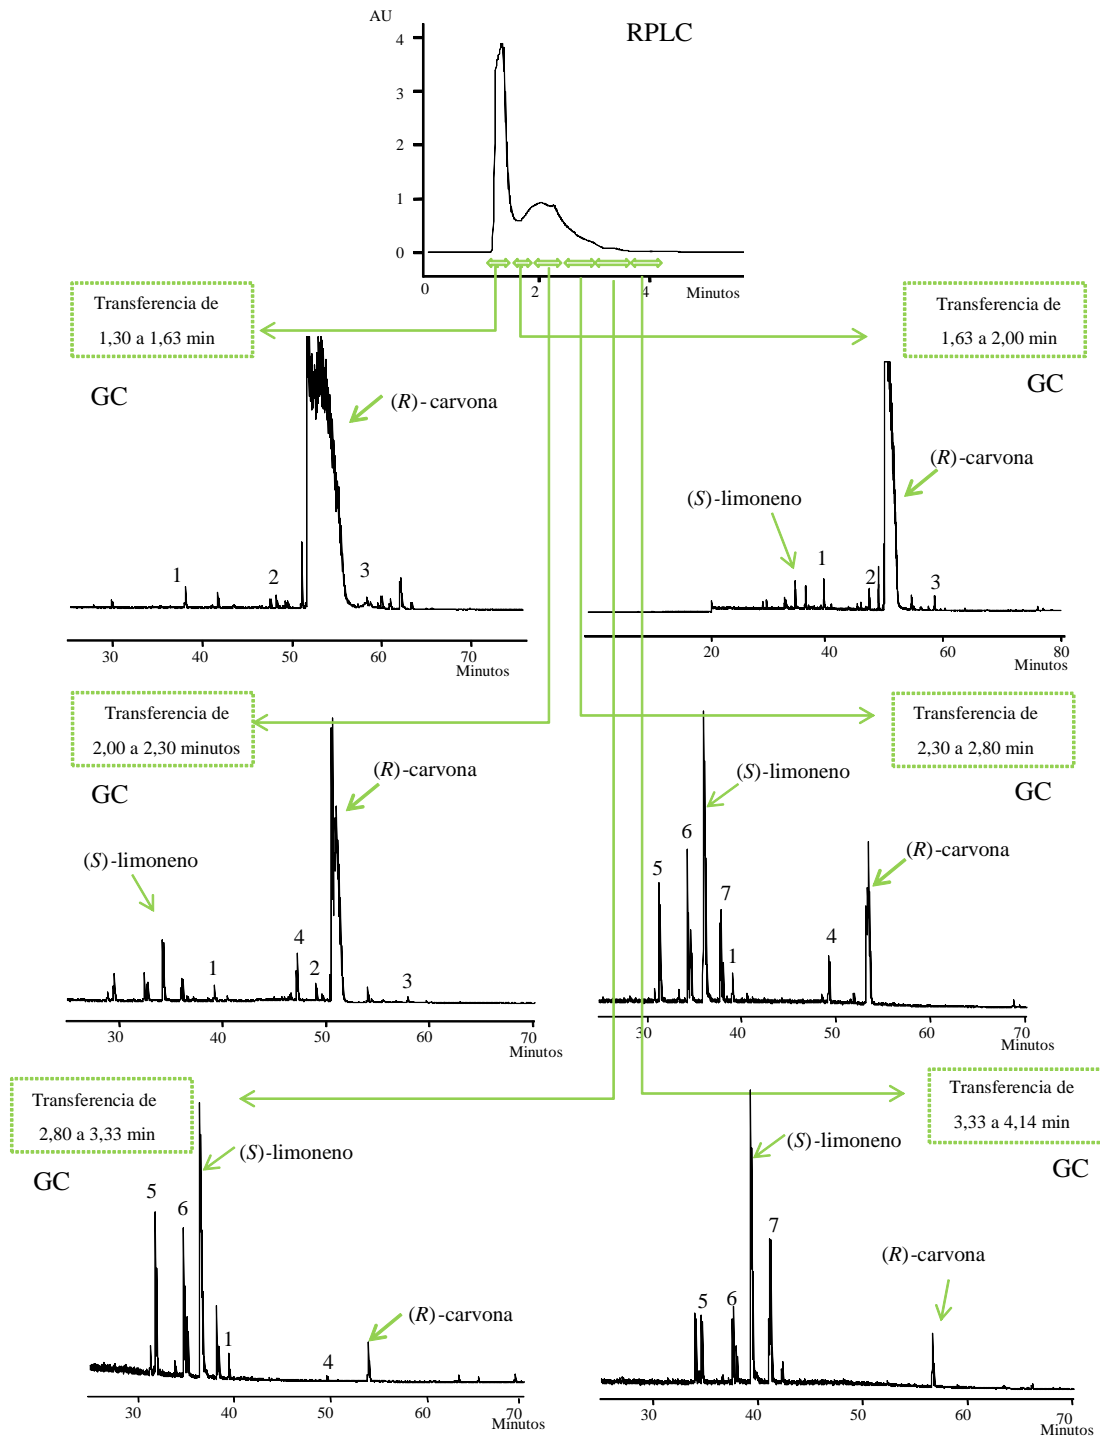 AU
RPLC
4
3
2
1
0
0
2
4
Minutos
Transferencia de
1,30 a 1,63 min
GC
(R)-carvona
1
2
3
30
40
50
60
70
Minutos
Transferencia de
1,63 a 2,00 min
GC
(R)-carvona
(S)-limoneno
1
2
3
20
40
60
80
Minutos
Transferencia de
2,00 a 2,30 minutos
GC
(R)-carvona
(S)-limoneno
1
4
2
3
30
40
50
60
70
Minutos
Transferencia de
2,30 a 2,80 min
GC
(S)-limoneno
(R)-carvona
5
6
7
1
4
30
40
50
60
70
Minutos
Transferencia de
2,80 a 3,33 min
GC
(S)-limoneno
5
6
1
4
(R)-carvona
30
40
50
60
70
Minutos
Transferencia de
3,33 a 4,14 min
GC
(S)-limoneno
7
5
6
(R)-carvona
30
40
50
60
70
Minutos